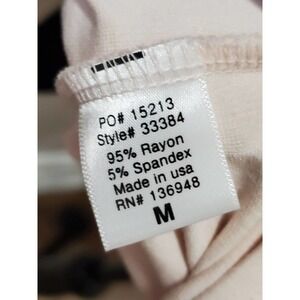 PO# 15213
Style# 33384
95% Rayon
5% Spandex
Made in usa
RN# 136948
M